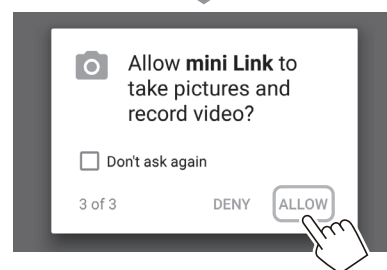 Allow mini Link to
take pictures and
record video?
Don't ask again
3 of 3 DENY ALLOW